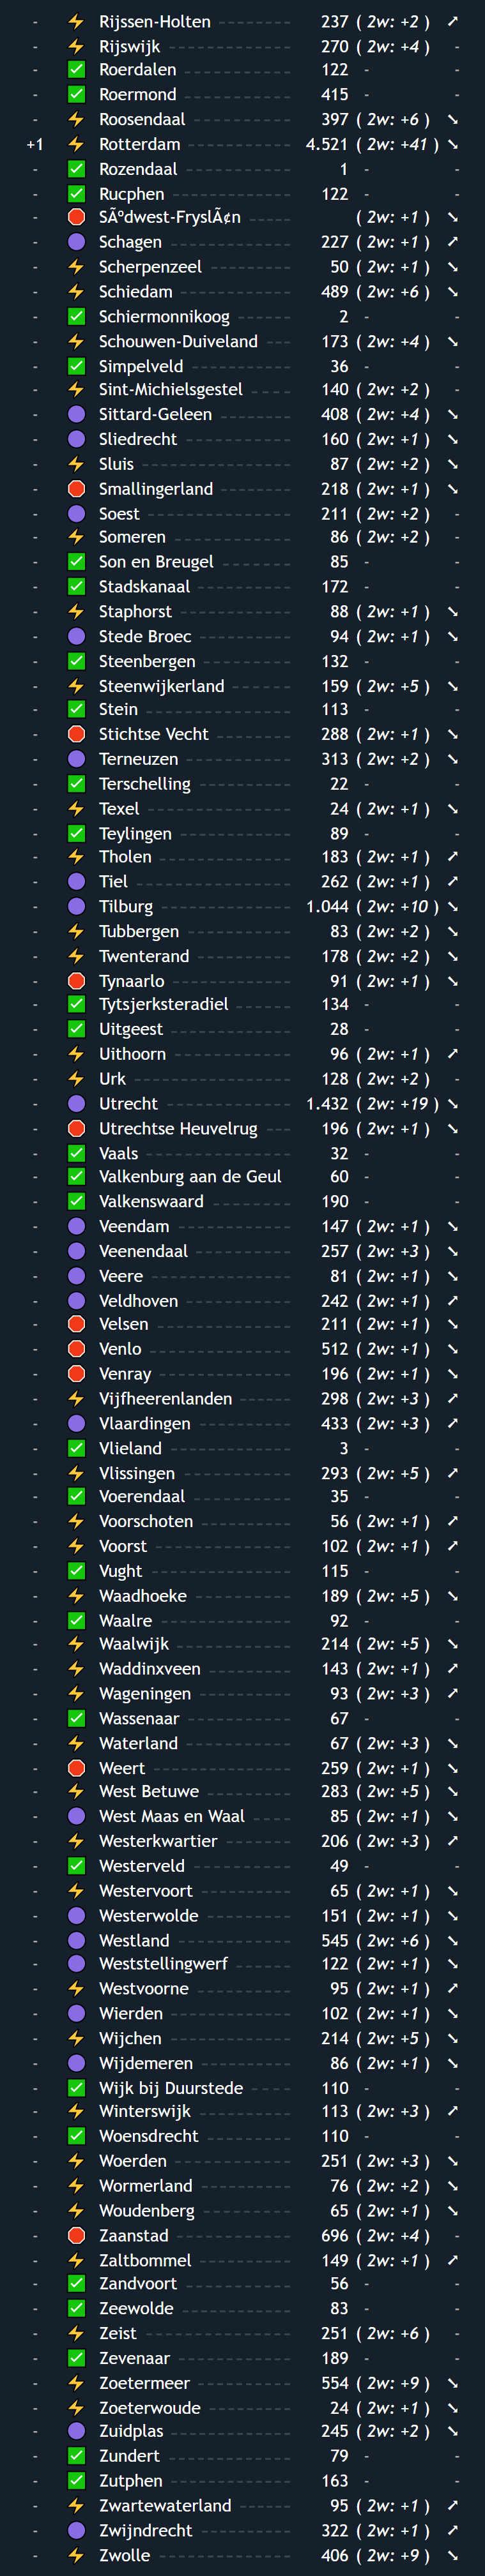 - ⚡ Rijssen-Holten 237 ( 2w: +2 ) ➚
- ⚡ Rijswijk 270 ( 2w: +4 ) -
- ✅ Roerdalen 122 - -
- ✅ Roermond 415 - -
- ⚡ Roosendaal 397 ( 2w: +6 ) ➘
+1 ⚡ Rotterdam 4.521 ( 2w: +41 ) ➘
- ✅ Rozendaal 1 - -
- ✅ Rucphen 122 - -
- 🛑 SÃºdwest-FryslÃ¢n ( 2w: +1 ) ➘
- 🟣 Schagen 227 ( 2w: +1 ) ➚
- ⚡ Scherpenzeel 50 ( 2w: +1 ) ➘
- ⚡ Schiedam 489 ( 2w: +6 ) ➘
- ✅ Schiermonnikoog 2 - -
- ⚡ Schouwen-Duiveland 173 ( 2w: +4 ) ➘
- ✅ Simpelveld 36 - -
- ⚡ Sint-Michielsgestel 140 ( 2w: +2 ) -
- 🟣 Sittard-Geleen 408 ( 2w: +4 ) ➘
- 🟣 Sliedrecht 160 ( 2w: +1 ) ➘
- ⚡ Sluis 87 ( 2w: +2 ) ➘
- 🛑 Smallingerland 218 ( 2w: +1 ) ➘
- 🟣 Soest 211 ( 2w: +2 ) -
- ⚡ Someren 86 ( 2w: +2 ) -
- ✅ Son en Breugel 85 - -
- ✅ Stadskanaal 172 - -
- ⚡ Staphorst 88 ( 2w: +1 ) ➘
- 🟣 Stede Broec 94 ( 2w: +1 ) ➘
- ✅ Steenbergen 132 - -
- ⚡ Steenwijkerland 159 ( 2w: +5 ) ➘
- ✅ Stein 113 - -
- 🛑 Stichtse Vecht 288 ( 2w: +1 ) ➘
- 🟣 Terneuzen 313 ( 2w: +2 ) ➘
- ✅ Terschelling 22 - -
- ⚡ Texel 24 ( 2w: +1 ) ➘
- ✅ Teylingen 89 - -
- ⚡ Tholen 183 ( 2w: +1 ) ➚
- 🟣 Tiel 262 ( 2w: +1 ) ➚
- 🟣 Tilburg 1.044 ( 2w: +10 ) ➘
- ⚡ Tubbergen 83 ( 2w: +2 ) ➘
- ⚡ Twenterand 178 ( 2w: +2 ) ➘
- 🛑 Tynaarlo 91 ( 2w: +1 ) ➘
- ✅ Tytsjerksteradiel 134 - -
- ✅ Uitgeest 28 - -
- ⚡ Uithoorn 96 ( 2w: +1 ) ➚
- ⚡ Urk 128 ( 2w: +2 ) -
- 🟣 Utrecht 1.432 ( 2w: +19 ) ➘
- 🛑 Utrechtse Heuvelrug 196 ( 2w: +1 ) ➘
- ✅ Vaals 32 - -
- ✅ Valkenburg aan de Geul 60 - -
- ✅ Valkenswaard 190 - -
- 🟣 Veendam 147 ( 2w: +1 ) ➘
- 🟣 Veenendaal 257 ( 2w: +3 ) ➘
- 🟣 Veere 81 ( 2w: +1 ) ➘
- 🟣 Veldhoven 242 ( 2w: +1 ) ➚
- 🛑 Velsen 211 ( 2w: +1 ) ➘
- 🛑 Venlo 512 ( 2w: +1 ) ➘
- 🛑 Venray 196 ( 2w: +1 ) ➘
- ⚡ Vijfheerenlanden 298 ( 2w: +3 ) ➚
- 🟣 Vlaardingen 433 ( 2w: +3 ) ➚
- ✅ Vlieland 3 - -
- ⚡ Vlissingen 293 ( 2w: +5 ) ➚
- ✅ Voerendaal 35 - -
- ⚡ Voorschoten 56 ( 2w: +1 ) ➚
- ⚡ Voorst 102 ( 2w: +1 ) ➚
- ✅ Vught 115 - -
- ⚡ Waadhoeke 189 ( 2w: +5 ) ➘
- ✅ Waalre 92 - -
- ⚡ Waalwijk 214 ( 2w: +5 ) ➘
- ⚡ Waddinxveen 143 ( 2w: +1 ) ➚
- ⚡ Wageningen 93 ( 2w: +3 ) ➚
- ✅ Wassenaar 67 - -
- ⚡ Waterland 67 ( 2w: +3 ) ➘
- 🛑 Weert 259 ( 2w: +1 ) ➘
- ⚡ West Betuwe 283 ( 2w: +5 ) ➘
- 🟣 West Maas en Waal 85 ( 2w: +1 ) ➘
- ⚡ Westerkwartier 206 ( 2w: +3 ) ➚
- ✅ Westerveld 49 - -
- ⚡ Westervoort 65 ( 2w: +1 ) ➘
- 🟣 Westerwolde 151 ( 2w: +1 ) ➘
- 🟣 Westland 545 ( 2w: +6 ) ➘
- 🟣 Weststellingwerf 122 ( 2w: +1 ) ➘
- ⚡ Westvoorne 95 ( 2w: +1 ) ➚
- 🟣 Wierden 102 ( 2w: +1 ) ➘
- ⚡ Wijchen 214 ( 2w: +5 ) ➘
- 🟣 Wijdemeren 86 ( 2w: +1 ) ➘
- ✅ Wijk bij Duurstede 110 - -
- ⚡ Winterswijk 113 ( 2w: +3 ) ➚
- ✅ Woensdrecht 110 - -
- ⚡ Woerden 251 ( 2w: +3 ) ➘
- ⚡ Wormerland 76 ( 2w: +2 ) ➘
- ⚡ Woudenberg 65 ( 2w: +1 ) ➘
- 🛑 Zaanstad 696 ( 2w: +4 ) -
- ⚡ Zaltbommel 149 ( 2w: +1 ) ➚
- ✅ Zandvoort 56 - -
- ✅ Zeewolde 83 - -
- ⚡ Zeist 251 ( 2w: +6 ) -
- ✅ Zevenaar 189 - -
- ⚡ Zoetermeer 554 ( 2w: +9 ) ➘
- ⚡ Zoeterwoude 24 ( 2w: +1 ) ➘
- 🟣 Zuidplas 245 ( 2w: +2 ) ➘
- ✅ Zundert 79 - -
- ✅ Zutphen 163 - -
- ⚡ Zwartewaterland 95 ( 2w: +1 ) ➚
- 🟣 Zwijndrecht 322 ( 2w: +1 ) ➚
- ⚡ Zwolle 406 ( 2w: +9 ) ➘